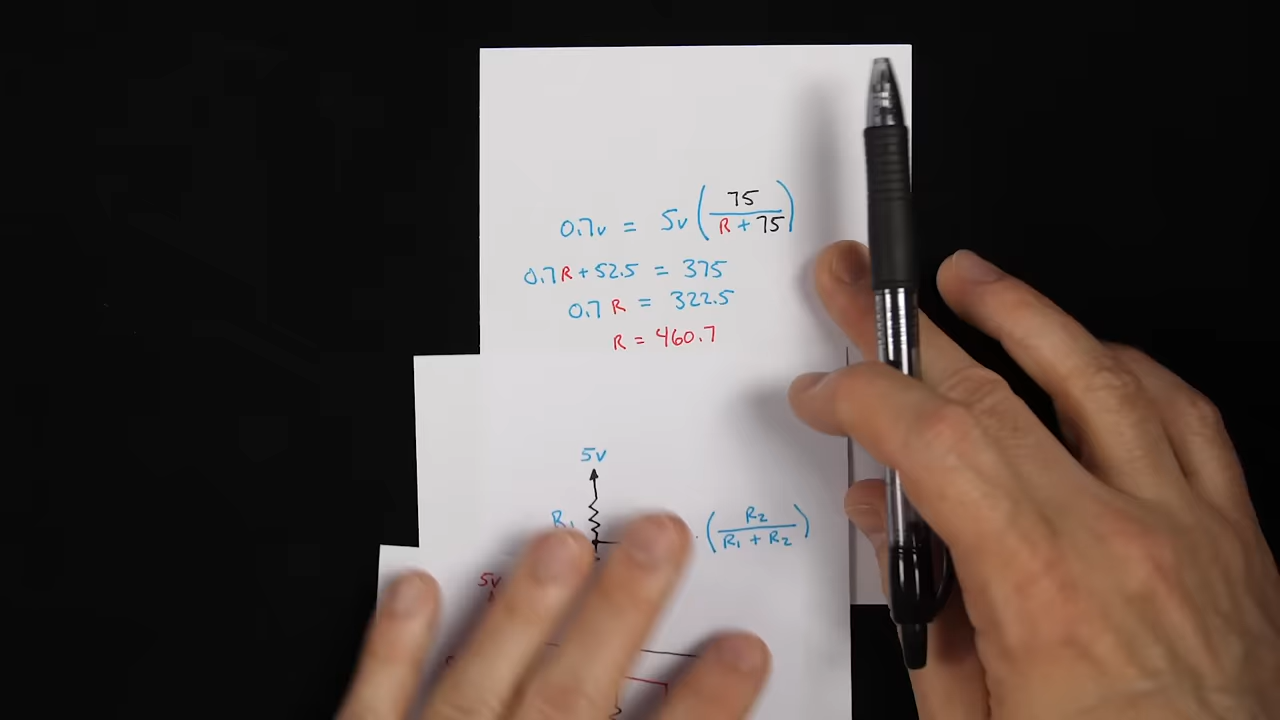 0.7v = 5v (75 / R + 75)
0.7R + 52.5 = 375
0.7R = 322.5
R = 460.7
5v
R₁
(R₂ / R₁ + R₂)
5v